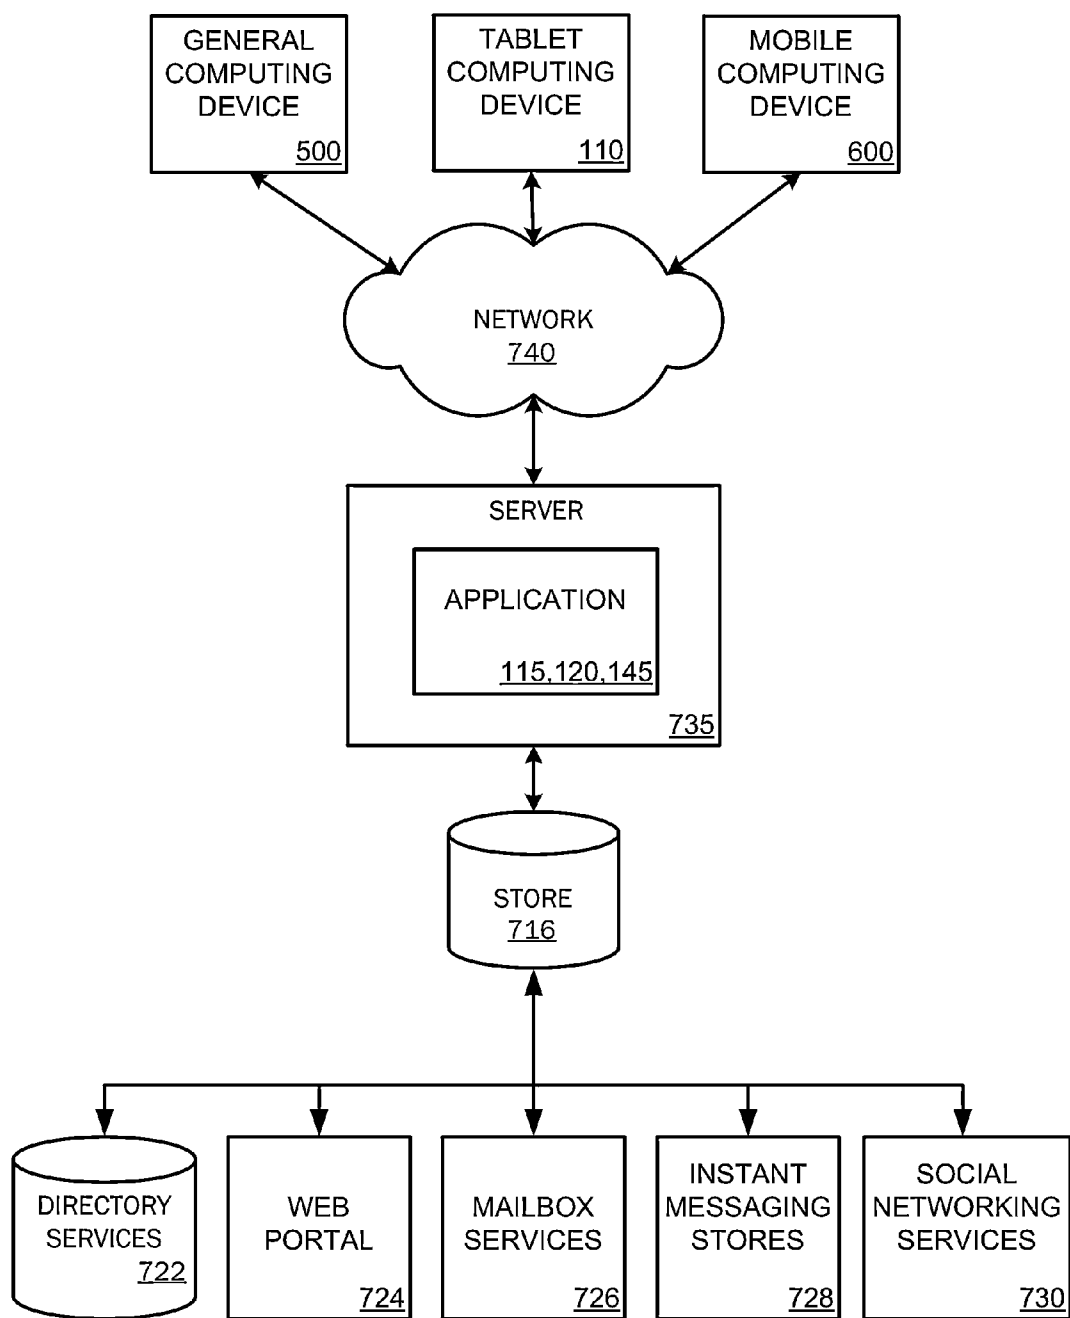 GENERAL
COMPUTING
DEVICE
500
TABLET
COMPUTING
DEVICE
110
MOBILE
COMPUTING
DEVICE
600
NETWORK
740
SERVER
APPLICATION
115,120,145
735
STORE
716
DIRECTORY
SERVICES
722
WEB
PORTAL
724
MAILBOX
SERVICES
726
INSTANT
MESSAGING
STORES
728
SOCIAL
NETWORKING
SERVICES
730